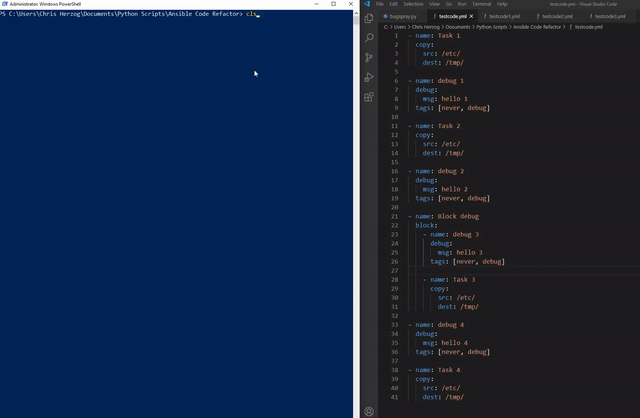 Administrator: Windows PowerShell
PS C:\Users\Chris Herzog\Documents\Python Scripts\Ansible Code Refactor> cls_
File Edit Selection View Go Run Terminal Help testcode.yml - Visual Studio Code
bugspray.py testcode.yml testcode1.yml testcode2.yml testcode3.yml
C: > Users > Chris Herzog > Documents > Python Scripts > Ansible Code Refactor > testcode.yml
1 - name: Task 1
2 copy:
3 src: /etc/
4 dest: /tmp/
5
6 - name: debug 1
7 debug:
8 msg: hello 1
9 tags: [never, debug]
10
11 - name: Task 2
12 copy:
13 src: /etc/
14 dest: /tmp/
15
16 - name: debug 2
17 debug:
18 msg: hello 2
19 tags: [never, debug]
20
21 - name: Block debug
22 block:
23 - name: debug 3
24 debug:
25 msg: hello 3
26 tags: [never, debug]
27
28 - name: Task 3
29 copy:
30 src: /etc/
31 dest: /tmp/
32
33 - name: debug 4
34 debug:
35 msg: hello 4
36 tags: [never, debug]
37
38 - name: Task 4
39 copy:
40 src: /etc/
41 dest: /tmp/